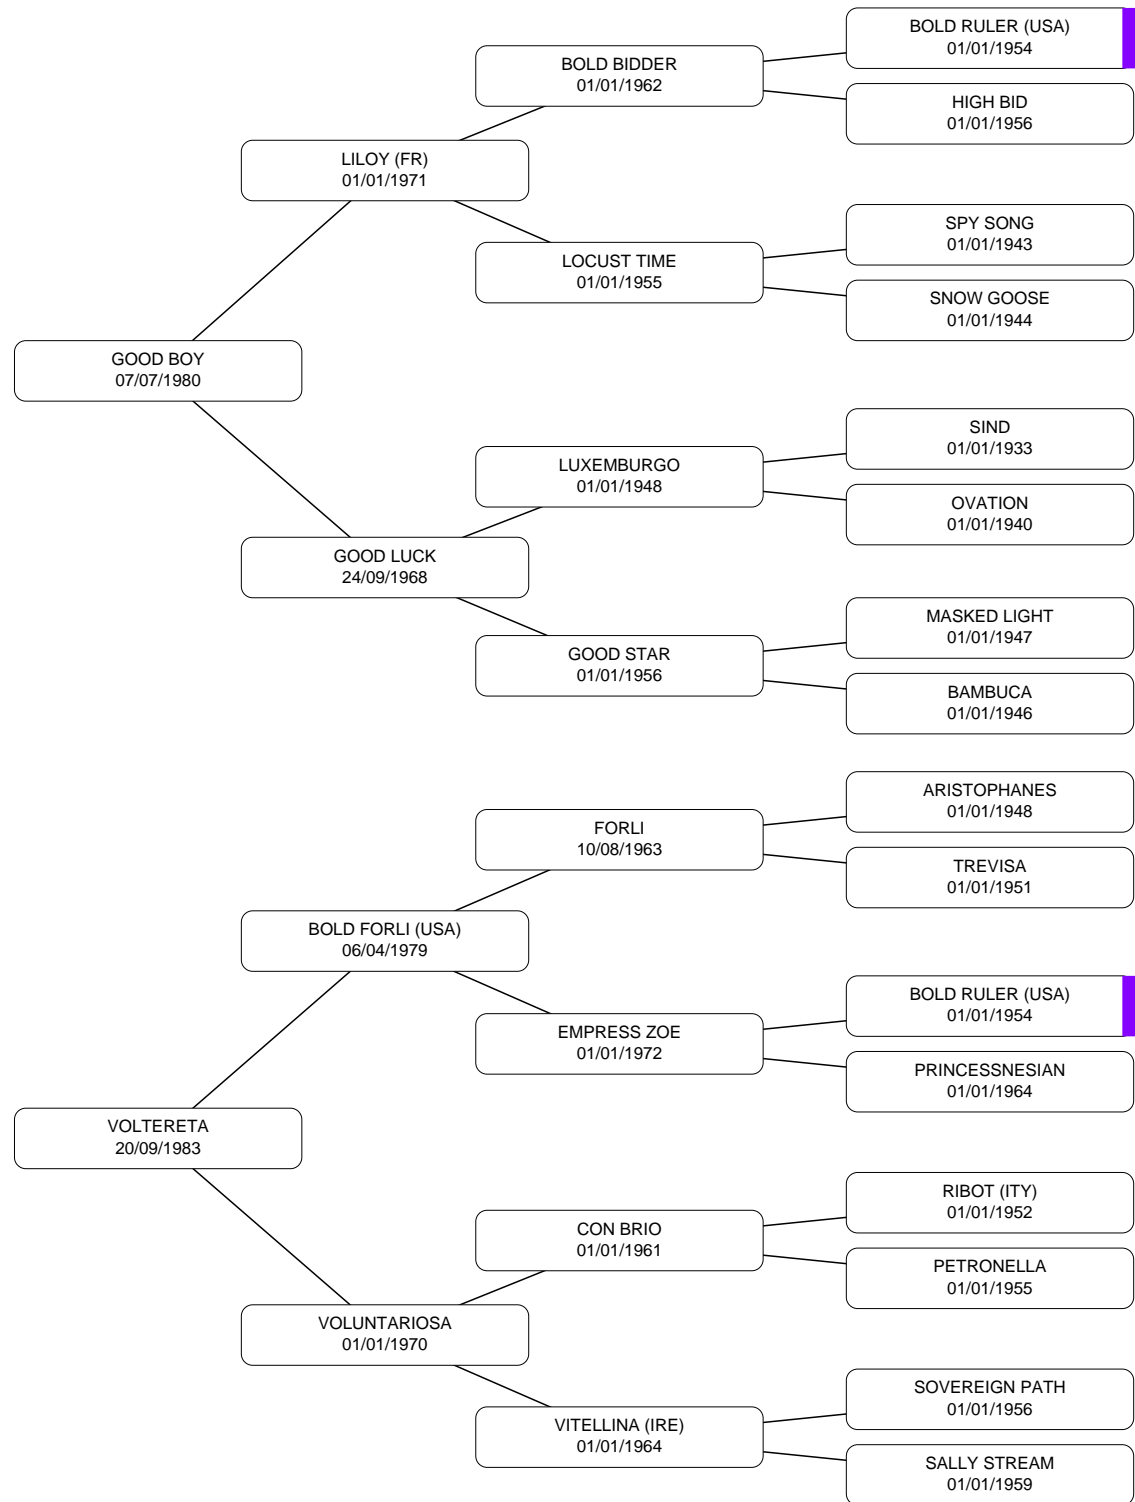 BOLD RULER (USA)
01/01/1954
BOLD BIDDER
01/01/1962
HIGH BID
01/01/1956
LILOY (FR)
01/01/1971
SPY SONG
01/01/1943
LOCUST TIME
01/01/1955
SNOW GOOSE
01/01/1944
GOOD BOY
07/07/1980
SIND
01/01/1933
LUXEMBURGO
01/01/1948
OVATION
01/01/1940
GOOD LUCK
24/09/1968
MASKED LIGHT
01/01/1947
GOOD STAR
01/01/1956
BAMBUCA
01/01/1946
ARISTOPHANES
01/01/1948
FORLI
10/08/1963
TREVISA
01/01/1951
BOLD FORLI (USA)
06/04/1979
BOLD RULER (USA)
01/01/1954
EMPRESS ZOE
01/01/1972
PRINCESSNESIAN
01/01/1964
VOLTERETA
20/09/1983
RIBOT (ITY)
01/01/1952
CON BRIO
01/01/1961
PETRONELLA
01/01/1955
VOLUNTARIOSA
01/01/1970
SOVEREIGN PATH
01/01/1956
VITELLINA (IRE)
01/01/1964
SALLY STREAM
01/01/1959